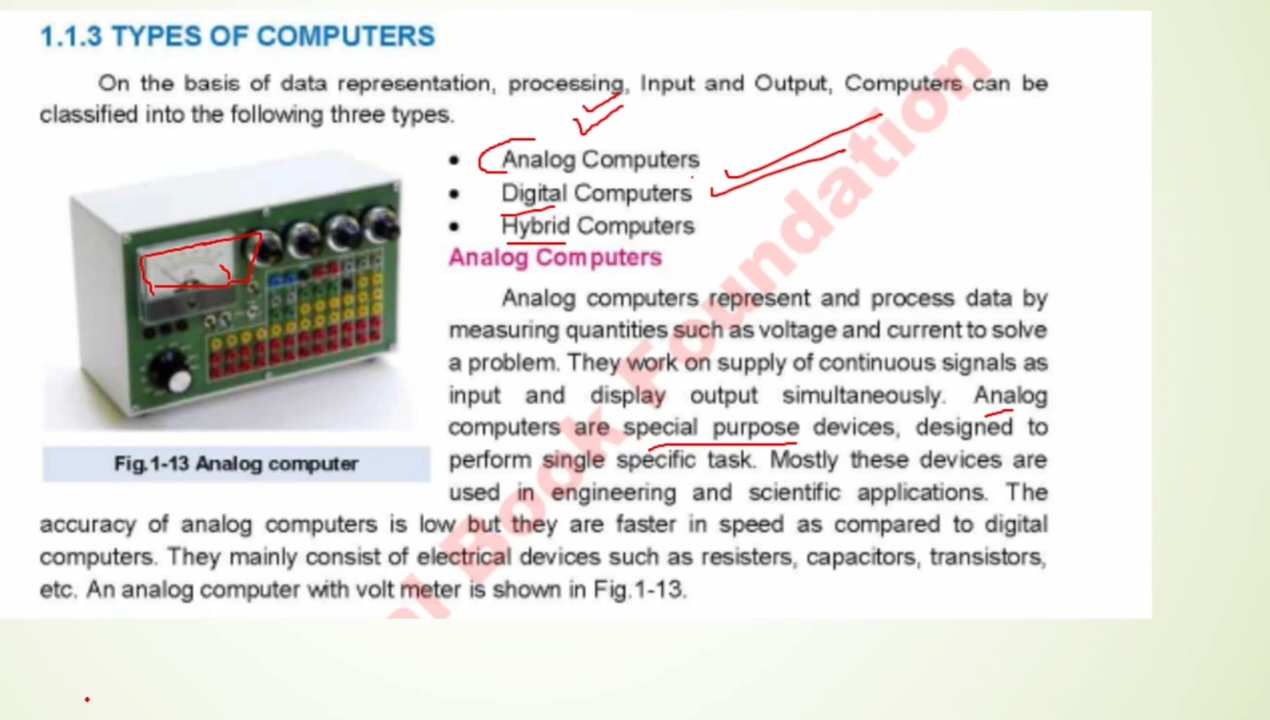 1.1.3 TYPES OF COMPUTERS
On the basis of data representation, processing, Input and Output, Computers can be
classified into the following three types.
• Analog Computers
• Digital Computers
• Hybrid Computers
Analog Computers
Analog computers represent and process data by
measuring quantities such as voltage and current to solve
a problem. They work on supply of continuous signals as
input and display output simultaneously. Analog
computers are special purpose devices, designed to
perform single specific task. Mostly these devices are
used in engineering and scientific applications. The
accuracy of analog computers is low but they are faster in speed as compared to digital
computers. They mainly consist of electrical devices such as resisters, capacitors, transistors,
etc. An analog computer with volt meter is shown in Fig.1-13.
Fig.1-13 Analog computer
Book Foundation